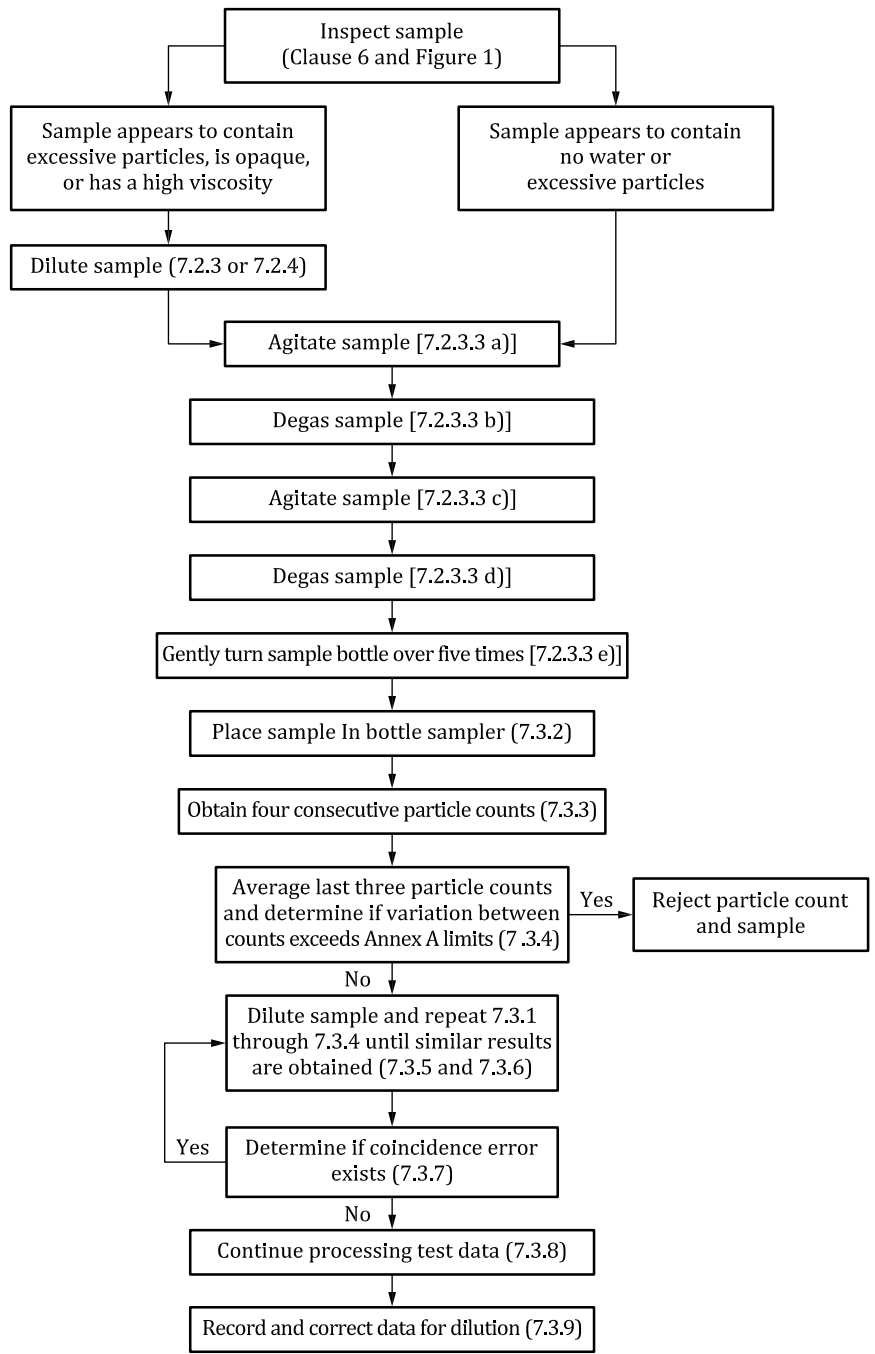 Inspect sample
(Clause 6 and Figure 1)
Sample appears to contain
excessive particles, is opaque,
or has a high viscosity
Sample appears to contain
no water or
excessive particles
Dilute sample (7.2.3 or 7.2.4)
Agitate sample [7.2.3.3 a)]
Degas sample [7.2.3.3 b)]
Agitate sample [7.2.3.3 c)]
Degas sample [7.2.3.3 d)]
Gently turn sample bottle over five times [7.2.3.3 e)]
Place sample In bottle sampler (7.3.2)
Obtain four consecutive particle counts (7.3.3)
Average last three particle counts
and determine if variation between
counts exceeds Annex A limits (7.3.4)
Yes
Reject particle count
and sample
No
Dilute sample and repeat 7.3.1
through 7.3.4 until similar results
are obtained (7.3.5 and 7.3.6)
Yes
Determine if coincidence error
exists (7.3.7)
No
Continue processing test data (7.3.8)
Record and correct data for dilution (7.3.9)